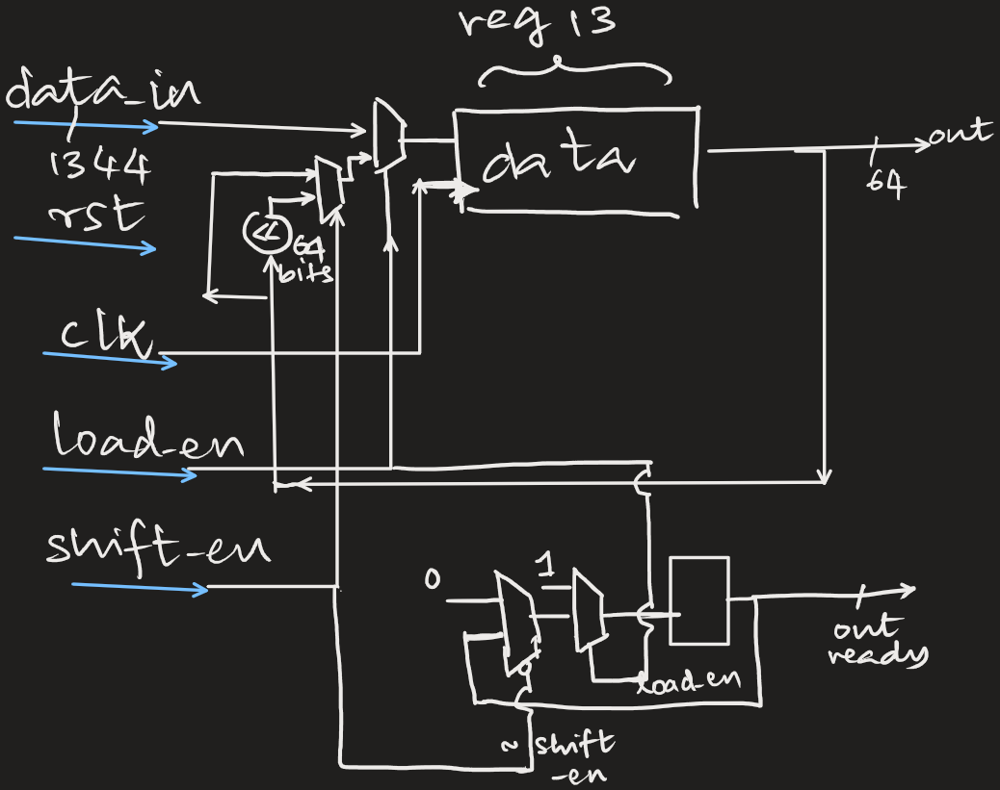 reg 13
data_in
1344
data
out
64
rst
<<
64
bits
clk
load-en
shift-en
0
1
out
ready
load-en
~ shift
-en